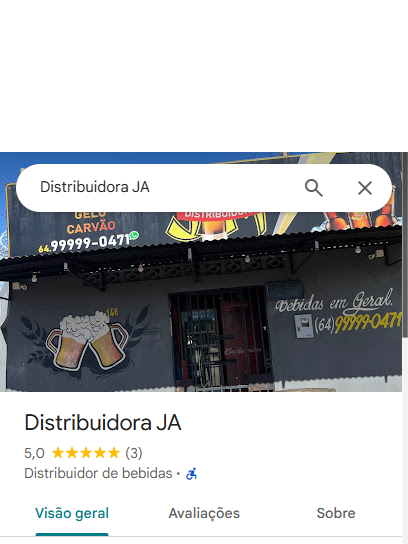 Distribuidora JA
GELO
CARVÃO
64 99999-0471
DISTRIBUIDORA
Bebidas em Geral.
(64)99999-0471
Distribuidora JA
5,0 (3)
Distribuidor de bebidas ·
Visão geral Avaliações Sobre